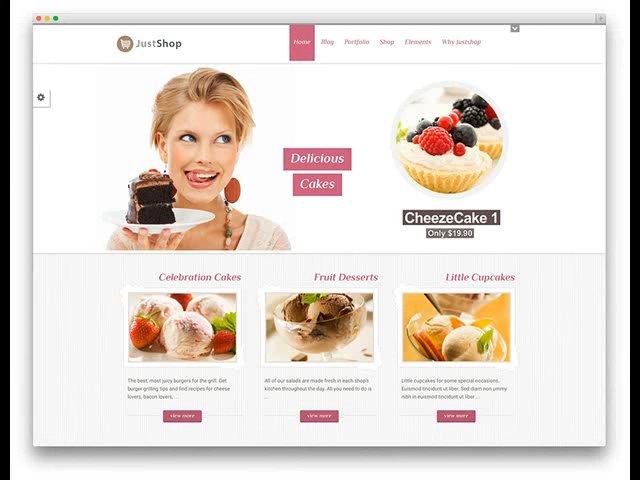 JustShop
Home Blog Portfolio Shop Elements Why Justshop
Delicious
Cakes
CheezeCake 1
Only $19.90
Celebration Cakes
The best, most juicy burgers for the grill. Get
burger grilling tips and find recipes for cheese
lovers, bacon lovers, ...
view more
Fruit Desserts
All of our salads are made fresh in each shop's
kitchen throughout the day. All you need to do is
...
view more
Little Cupcakes
Little cupcakes for some special occasions.
Euismod tincidunt ut liber. Sed diam non ummy
nibh in euismod tincidunt ut liber ...
view more